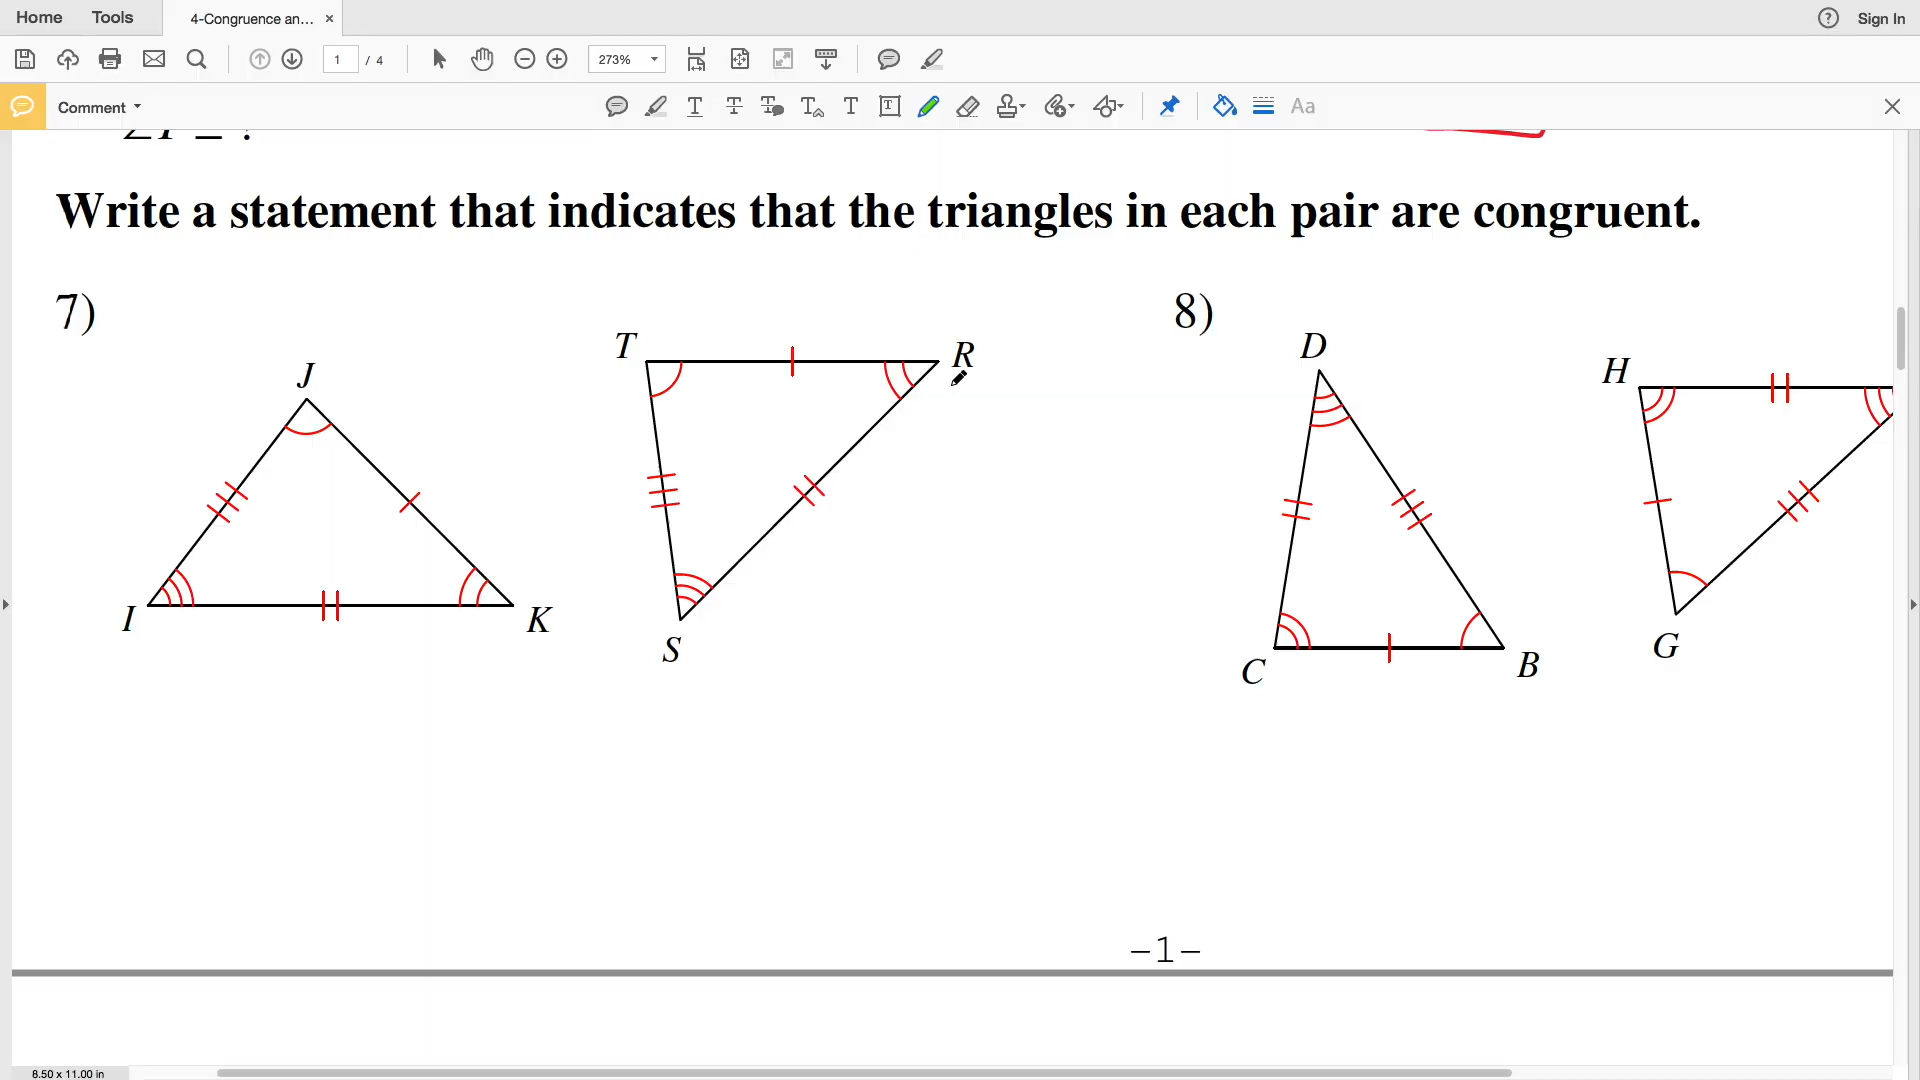 Home Tools 4-Congruence an... × ? Sign In
1 / 4 273%
Comment T T T T T T Aa
Write a statement that indicates that the triangles in each pair are congruent.
7)
J
I
K
T
R
S
8)
D
C
B
H
G
-1-
8.50 x 11.00 in